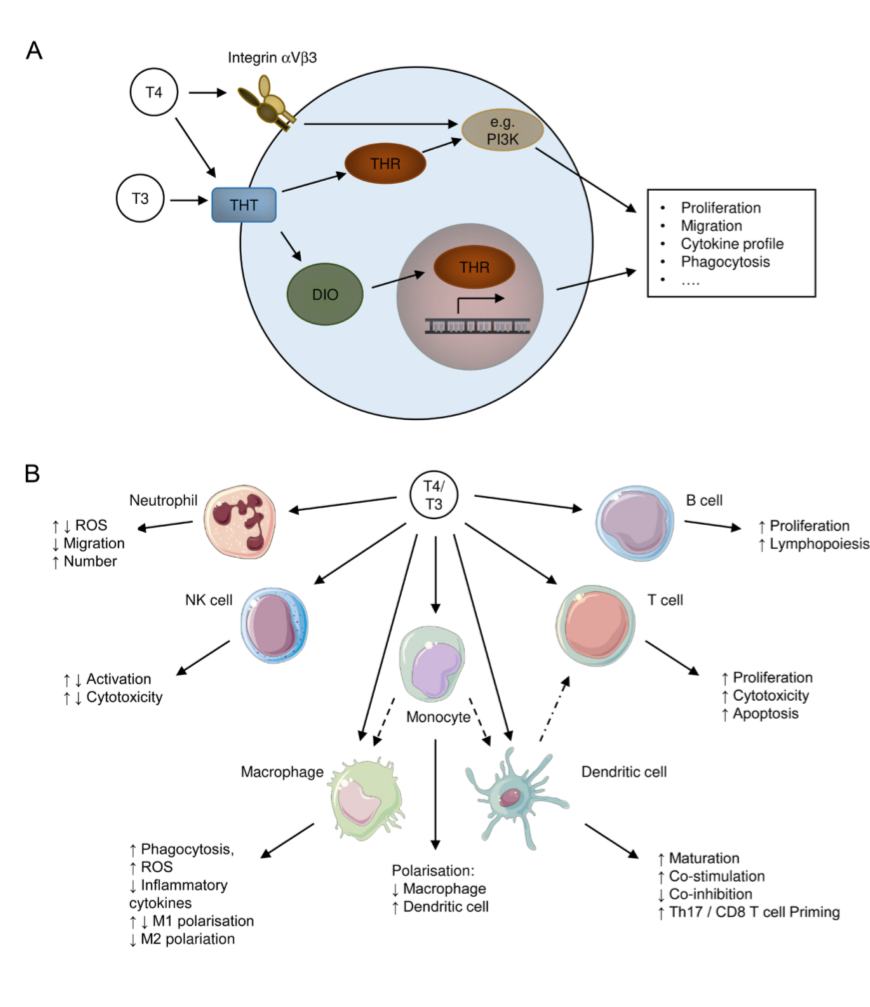 A
Integrin αVβ3
T4
e.g.
PI3K
THR
T3
THT
• Proliferation
• Migration
• Cytokine profile
• Phagocytosis
• ....
THR
DIO
B
T4/
T3
Neutrophil
↑ ↓ ROS
↓ Migration
↑ Number
B cell
↑ Proliferation
↑ Lymphopoiesis
NK cell
↑ ↓ Activation
↑ ↓ Cytotoxicity
T cell
↑ Proliferation
↑ Cytotoxicity
↑ Apoptosis
Monocyte
Macrophage
Dendritic cell
↑ Phagocytosis,
↑ ROS
↓ Inflammatory
cytokines
↑ ↓ M1 polarisation
↓ M2 polariation
Polarisation:
↓ Macrophage
↑ Dendritic cell
↑ Maturation
↑ Co-stimulation
↓ Co-inhibition
↑ Th17 / CD8 T cell Priming